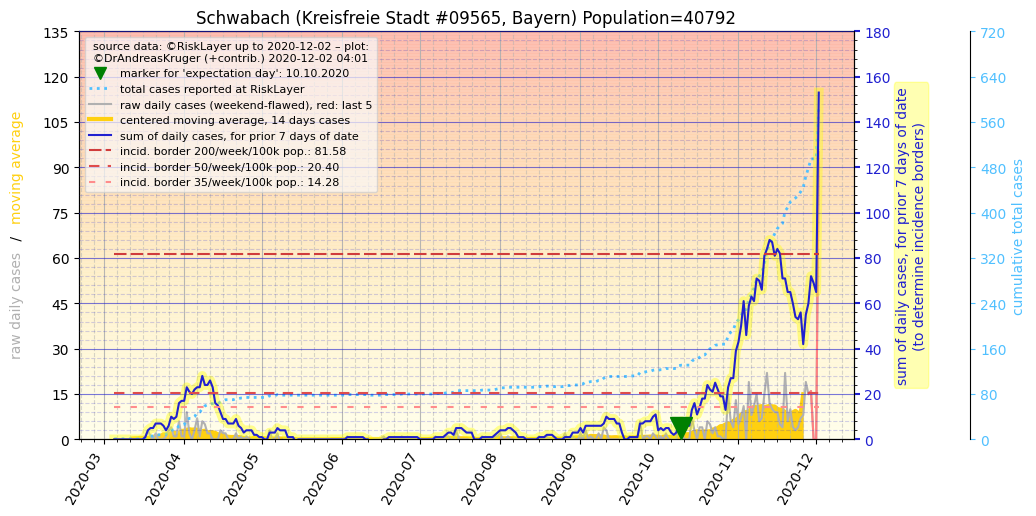 Schwabach (Kreisfreie Stadt #09565, Bayern) Population=40792
source data: ©RiskLayer up to 2020-12-02 – plot:
©DrAndreasKruger (+contrib.) 2020-12-02 04:01
marker for 'expectation day': 10.10.2020
total cases reported at RiskLayer
raw daily cases (weekend-flawed), red: last 5
centered moving average, 14 days cases
sum of daily cases, for prior 7 days of date
incid. border 200/week/100k pop.: 81.58
incid. border 50/week/100k pop.: 20.40
incid. border 35/week/100k pop.: 14.28
raw daily cases / moving average
135
120
105
90
75
60
45
30
15
0
2020-03
2020-04
2020-05
2020-06
2020-07
2020-08
2020-09
2020-10
2020-11
2020-12
180
160
140
120
100
80
60
40
20
0
sum of daily cases, for prior 7 days of date
(to determine incidence borders)
720
640
560
480
400
320
240
160
80
0
cumulative total cases